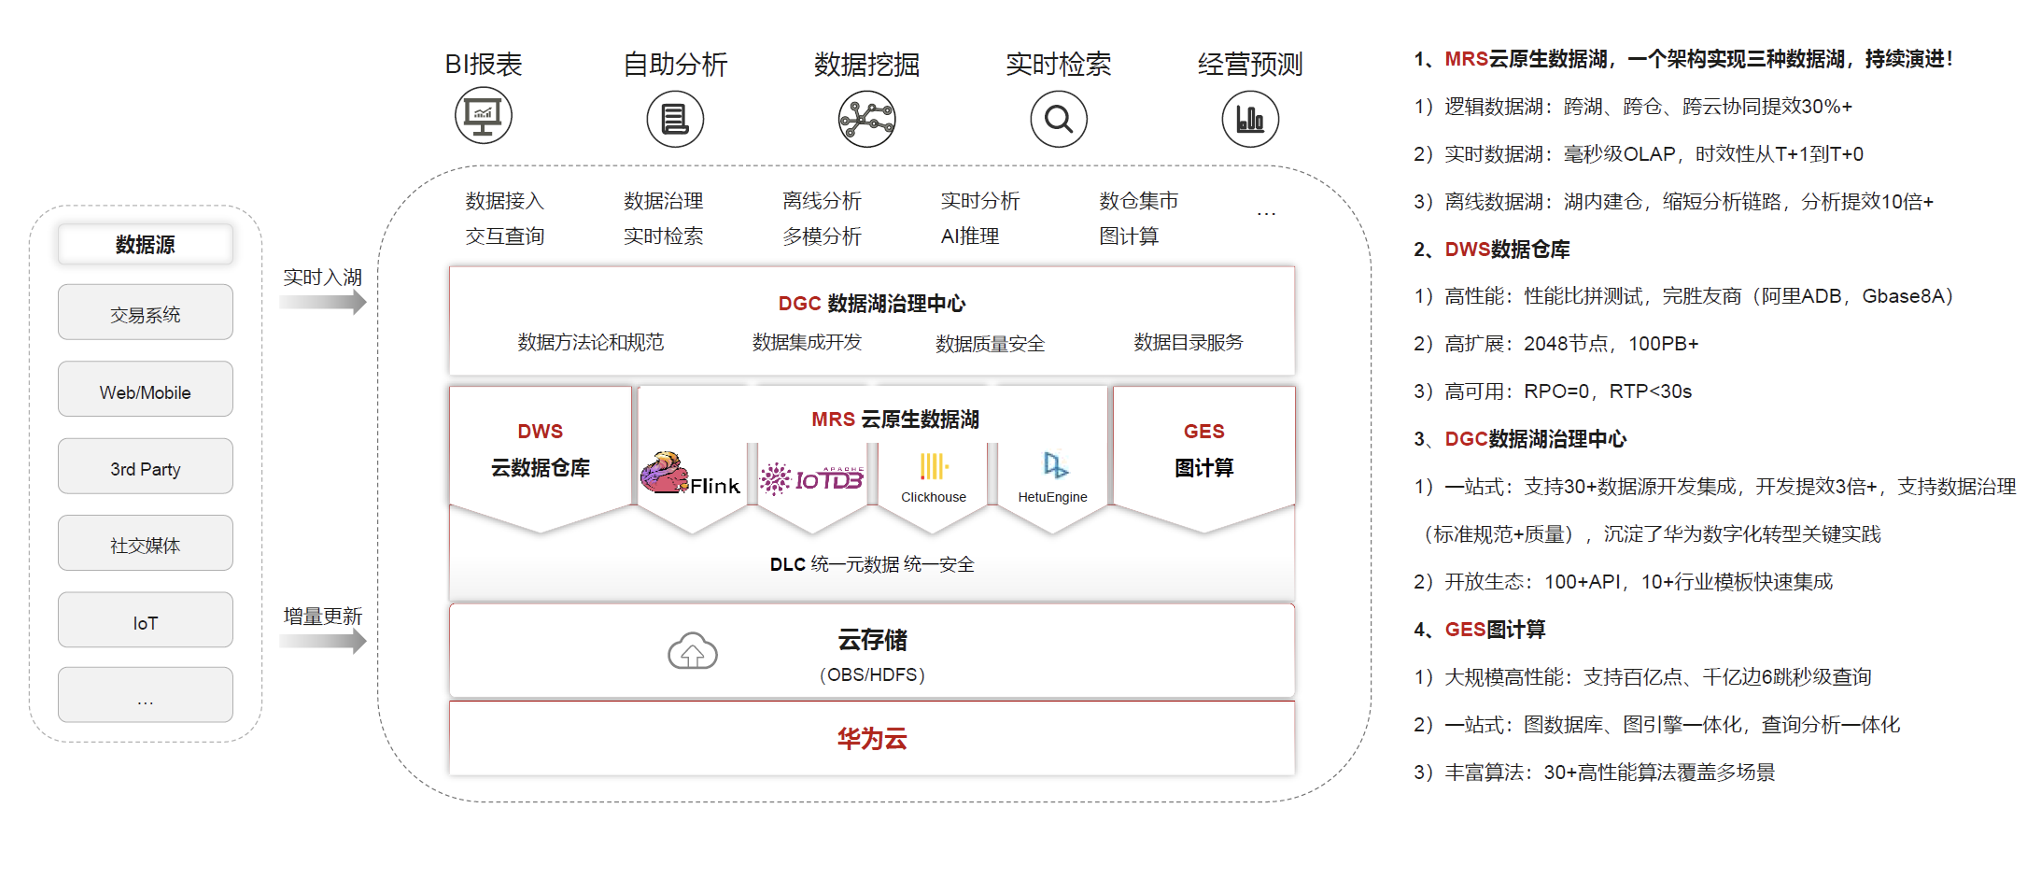 BI报表
自助分析
数据挖掘
实时检索
经营预测
数据源
交易系统
Web/Mobile
3rd Party
社交媒体
IoT
...
实时入湖
增量更新
数据接入 数据治理 离线分析 实时分析 数仓集市 ...
交互查询 实时检索 多模分析 AI推理 图计算
DGC 数据湖治理中心
数据方法论和规范 数据集成开发 数据质量安全 数据目录服务
DWS
云数据仓库
MRS 云原生数据湖
Flink
APACHE
IoTDB
Clickhouse
HetuEngine
GES
图计算
DLC 统一元数据 统一安全
云存储
（OBS/HDFS）
华为云
1、MRS云原生数据湖，一个架构实现三种数据湖，持续演进！
1）逻辑数据湖：跨湖、跨仓、跨云协同提效30%+
2）实时数据湖：毫秒级OLAP，时效性从T+1到T+0
3）离线数据湖：湖内建仓，缩短分析链路，分析提效10倍+
2、DWS数据仓库
1）高性能：性能比拼测试，完胜友商（阿里ADB，Gbase8A）
2）高扩展：2048节点，100PB+
3）高可用：RPO=0，RTP<30s
3、DGC数据湖治理中心
1）一站式：支持30+数据源开发集成，开发提效3倍+，支持数据治理
（标准规范+质量），沉淀了华为数字化转型关键实践
2）开放生态：100+API，10+行业模板快速集成
4、GES图计算
1）大规模高性能：支持百亿点、千亿边6跳秒级查询
2）一站式：图数据库、图引擎一体化，查询分析一体化
3）丰富算法：30+高性能算法覆盖多场景